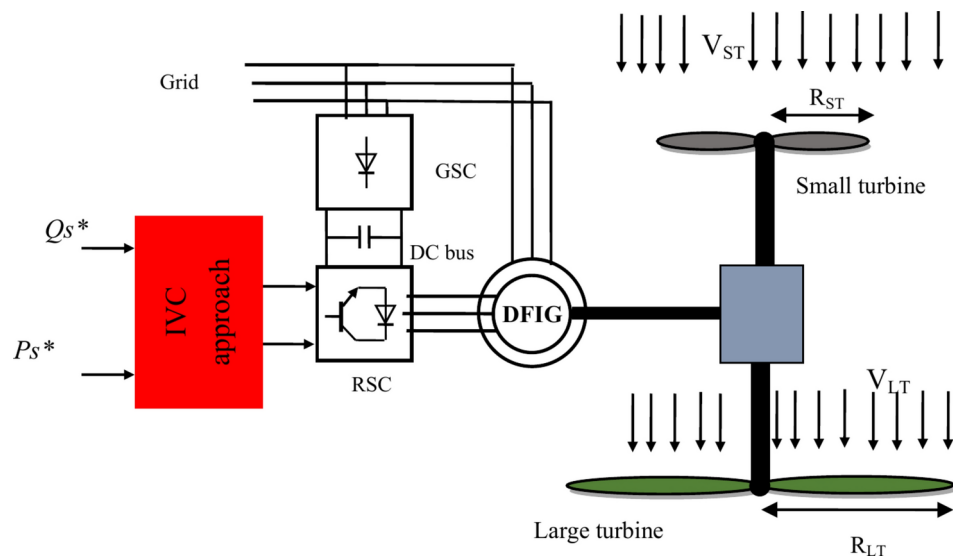 V_ST
Grid
R_ST
GSC
Small turbine
Qs*
DC bus
IVC approach
DFIG
Ps*
RSC
V_LT
Large turbine
R_LT